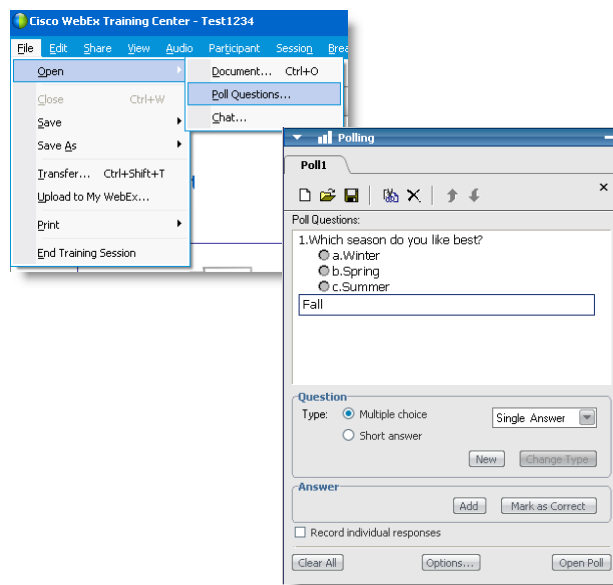 Cisco WebEx Training Center - Test1234
File Edit Share View Audio Participant Session Brea
Open
Document... Ctrl+O
Poll Questions...
Chat...
Close Ctrl+W
Save
Save As
Transfer... Ctrl+Shift+T
Upload to My WebEx...
Print
End Training Session
Polling
Poll1
Poll Questions:
1.Which season do you like best?
a.Winter
b.Spring
c.Summer
Fall
Question
Type: Multiple choice Single Answer
Short answer
New Change Type
Answer
Add Mark as Correct
Record individual responses
Clear All Options... Open Poll